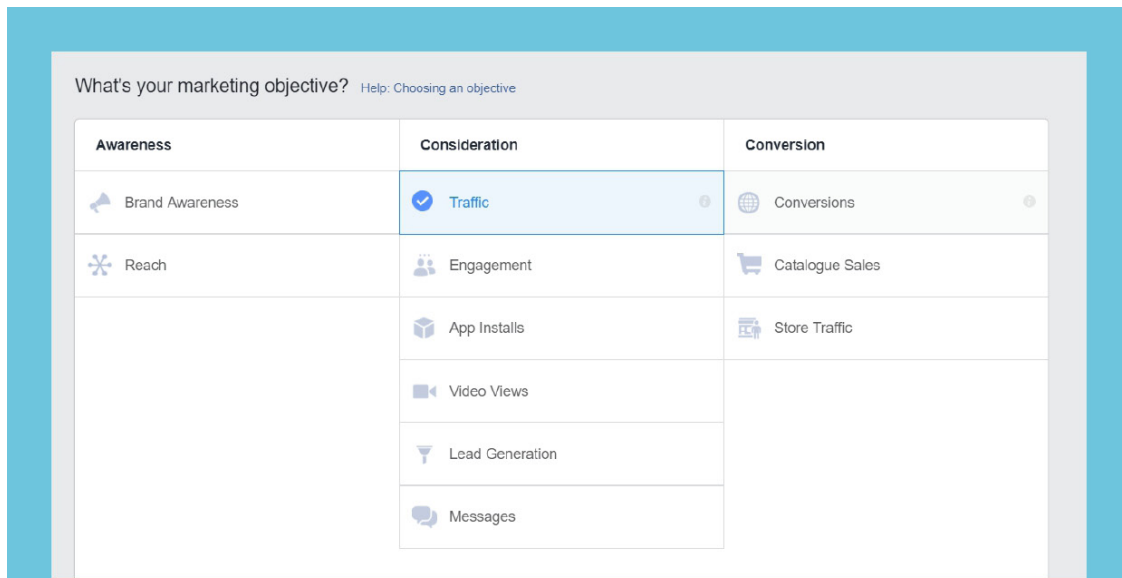 What's your marketing objective? Help: Choosing an objective
Awareness Consideration Conversion
Brand Awareness Traffic Conversions
Reach Engagement Catalogue Sales
App Installs Store Traffic
Video Views
Lead Generation
Messages